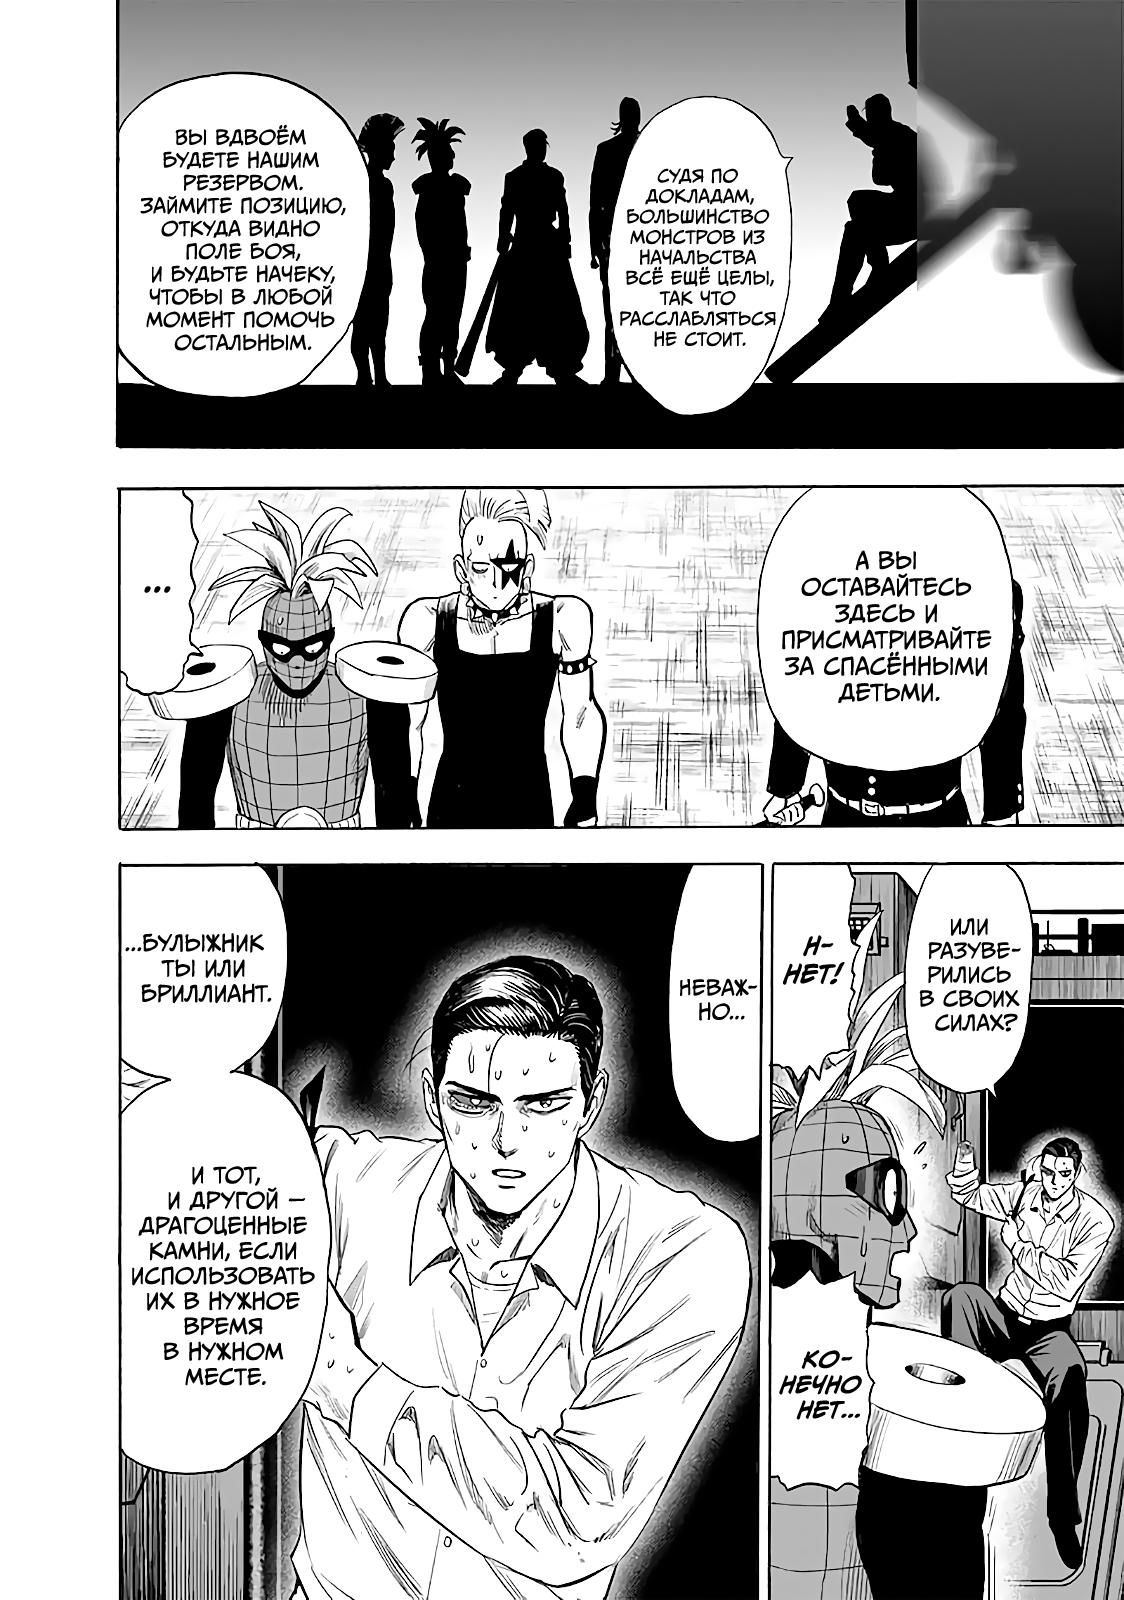 СУДЯ ПО
ДОКЛАДАМ,
БОЛЬШИНСТВО
МОНСТРОВ ИЗ
НАЧАЛЬСТВА
ВСЁ ЕЩЁ ЦЕЛЫ,
ТАК ЧТО
РАССЛАБЛЯТЬСЯ
НЕ СТОИТ.
ВЫ ВДВОЁМ
БУДЕТЕ НАШИМ
РЕЗЕРВОМ.
ЗАЙМИТЕ ПОЗИЦИЮ,
ОТКУДА ВИДНО
ПОЛЕ БОЯ,
И БУДЬТЕ НАЧЕКУ,
ЧТОБЫ В ЛЮБОЙ
МОМЕНТ ПОМОЧЬ
ОСТАЛЬНЫМ.
А ВЫ
ОСТАВАЙТЕСЬ
ЗДЕСЬ И
ПРИСМАТРИВАЙТЕ
ЗА СПАСЁННЫМИ
ДЕТЬМИ.
...
ИЛИ
РАЗУВЕ-
РИЛИСЬ
В СВОИХ
СИЛАХ?
Н-
НЕТ!
КО-
НЕЧНО
НЕТ...
НЕВАЖ-
НО...
...БУЛЫЖНИК
ТЫ ИЛИ
БРИЛЛИАНТ.
И ТОТ,
И ДРУГОЙ —
ДРАГОЦЕННЫЕ
КАМНИ, ЕСЛИ
ИСПОЛЬЗОВАТЬ
ИХ В НУЖНОЕ
ВРЕМЯ
В НУЖНОМ
МЕСТЕ.